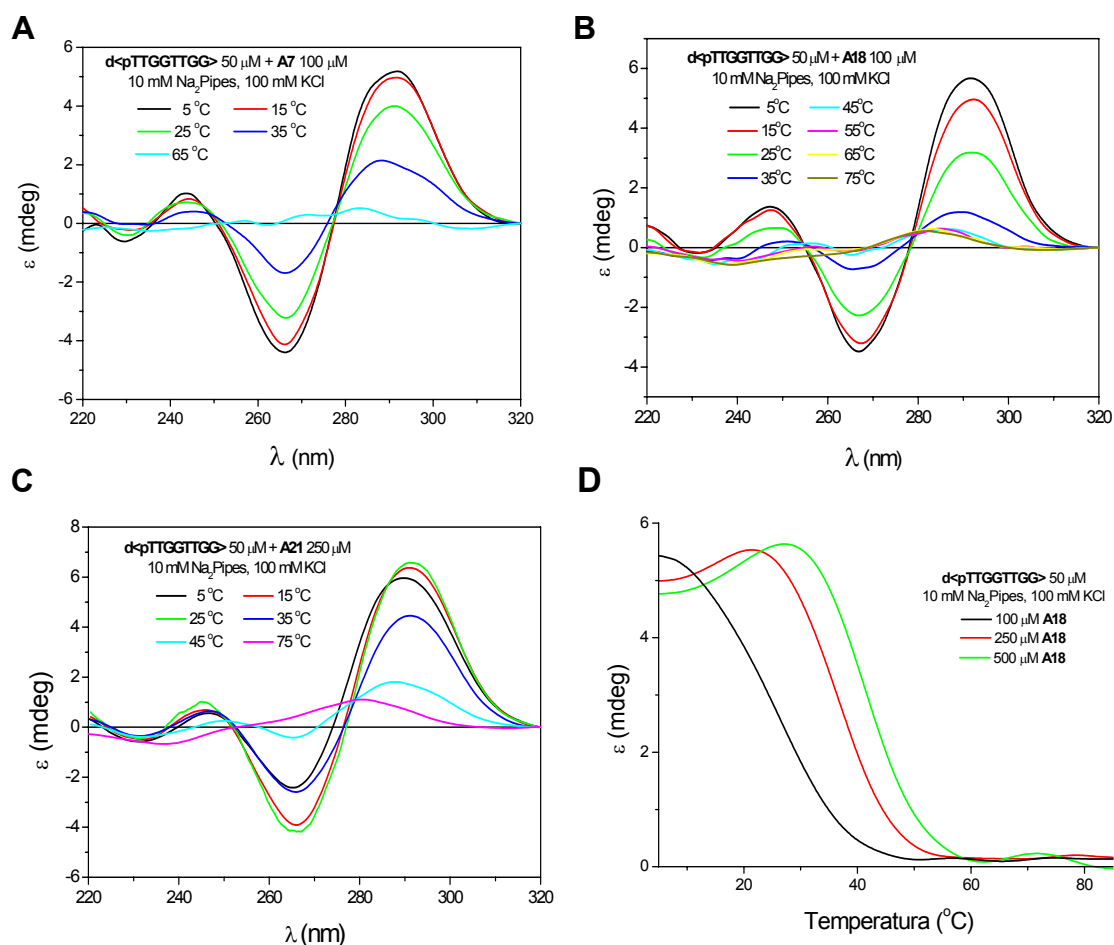 A
d<pTTGGTTGG> 50 μM + A7 100 μM
10 mM Na2Pipes, 100 mM KCl
5 °C 15 °C
25 °C 35 °C
65 °C
6
4
2
0
-2
-4
-6
ε (mdeg)
220 240 260 280 300 320
λ (nm)
B
d<pTTGGTTGG> 50 μM + A18 100 μM
10 mM Na2Pipes, 100 mM KCl
5°C 45°C
15°C 55°C
25°C 65°C
35°C 75°C
6
4
2
0
-2
-4
ε (mdeg)
220 240 260 280 300 320
λ (nm)
C
d<pTTGGTTGG> 50 μM + A21 250 μM
10 mM Na2Pipes, 100 mM KCl
5 °C 15 °C
25 °C 35 °C
45 °C 75 °C
8
6
4
2
0
-2
-4
-6
ε (mdeg)
220 240 260 280 300 320
λ (nm)
D
d<pTTGGTTGG> 50 μM
10 mM Na2Pipes, 100 mM KCl
100 μM A18
250 μM A18
500 μM A18
6
5
4
3
2
1
0
ε (mdeg)
20 40 60 80
Temperatura (°C)